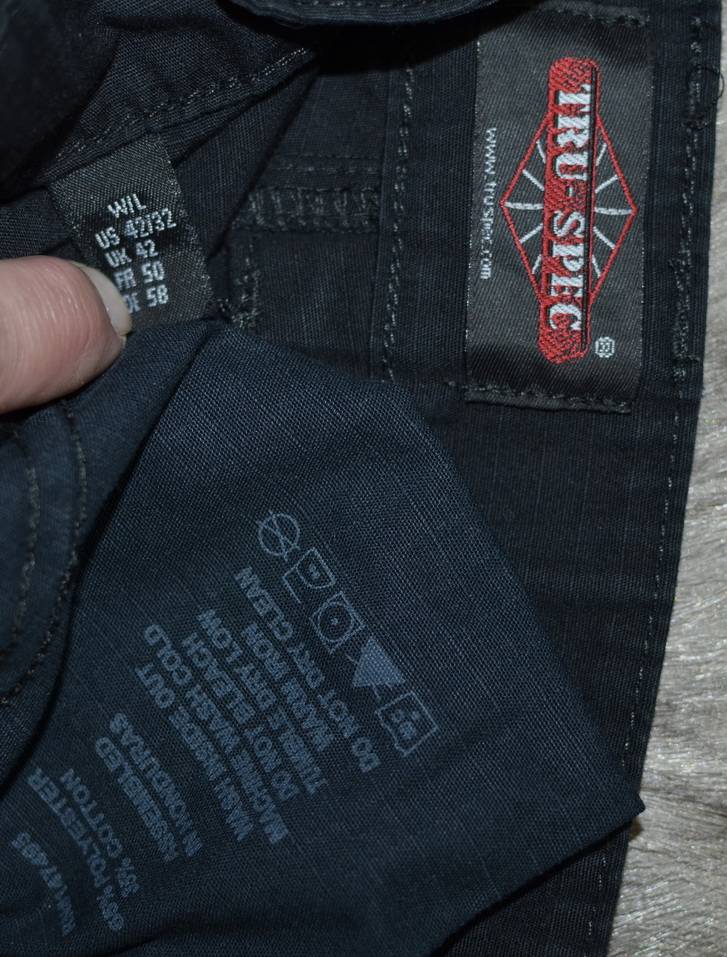 W/L
US 42/32
UK 42
FR 50
DE 58
TRU-SPEC
®
www.truspec.com
65% POLYESTER
35% COTTON
ASSEMBLED
IN HONDURAS
WASH INSIDE OUT
MACHINE WASH COLD
DO NOT BLEACH
TUMBLE DRY LOW
WARM IRON
DO NOT DRY CLEAN